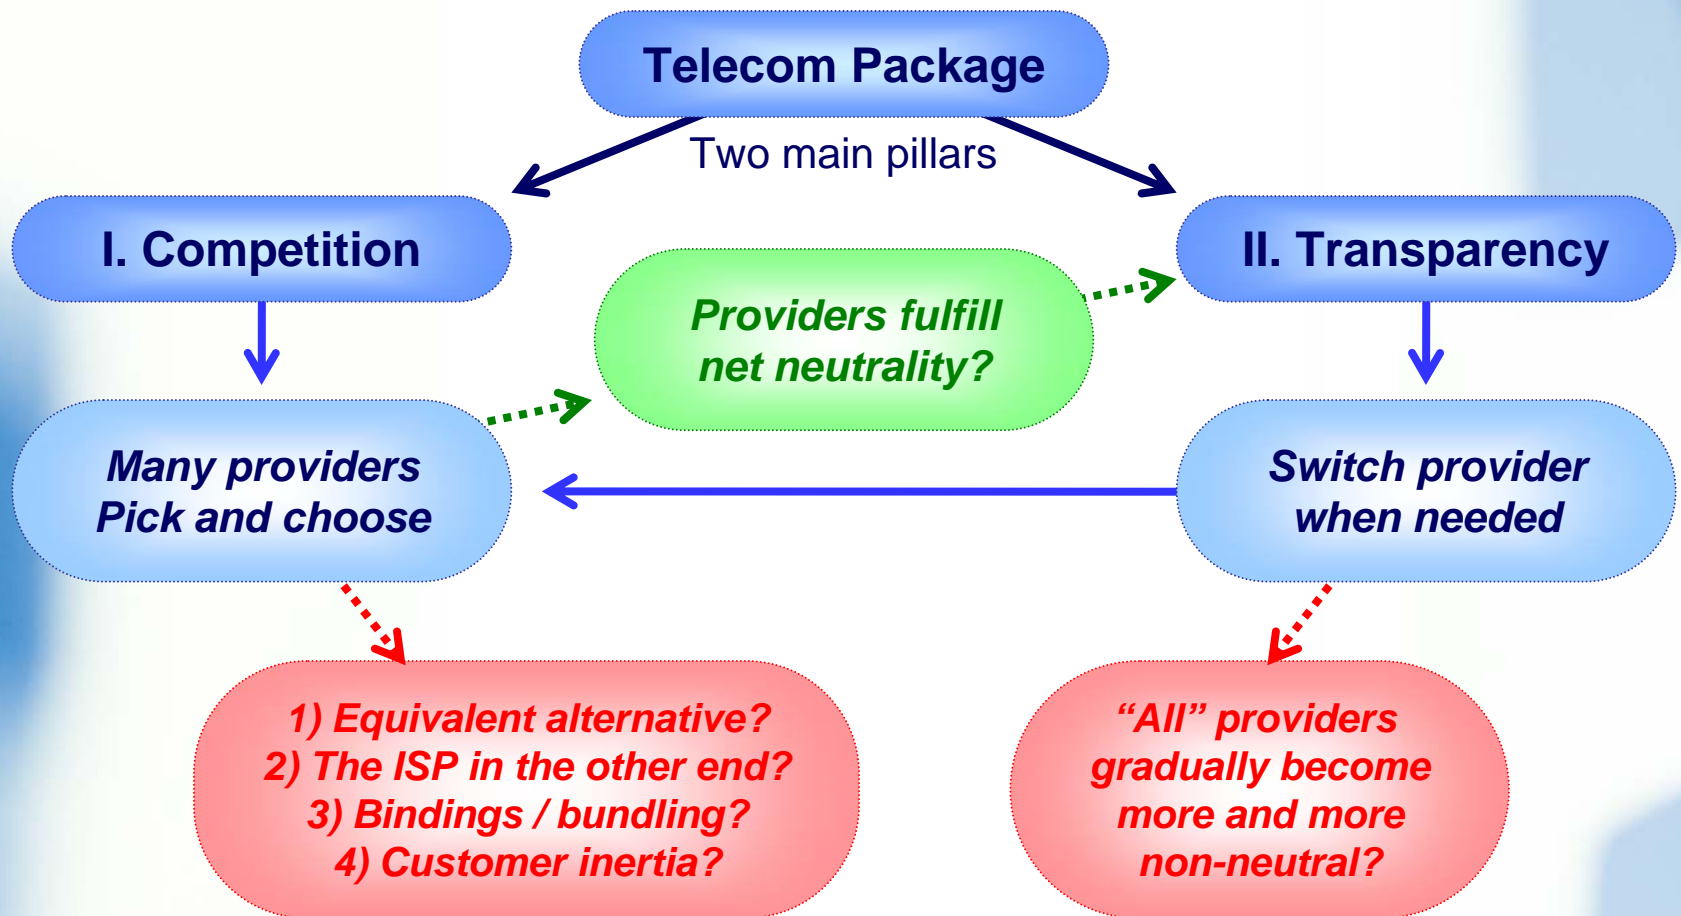 Telecom Package
Two main pillars
I. Competition
II. Transparency
Providers fulfill
net neutrality?
Many providers
Pick and choose
Switch provider
when needed
1) Equivalent alternative?
2) The ISP in the other end?
3) Bindings / bundling?
4) Customer inertia?
“All” providers
gradually become
more and more
non-neutral?